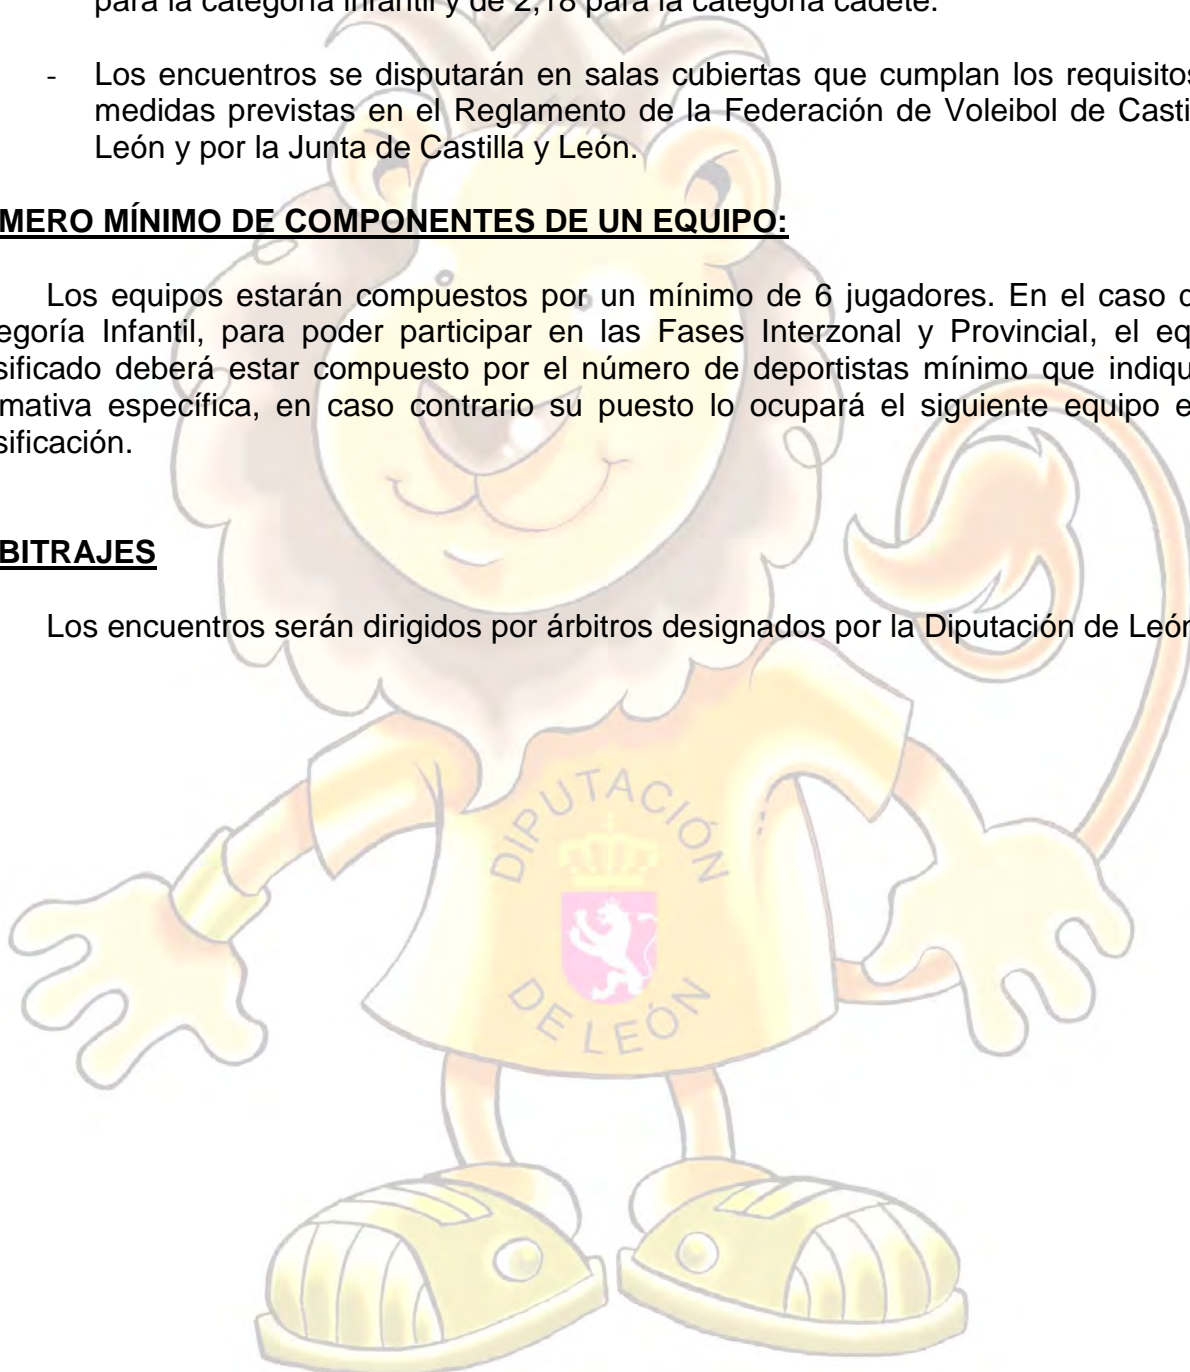 para la categoría infantil y de 2,18 para la categoría cadete.
- Los encuentros se disputarán en salas cubiertas que cumplan los requisitos
medidas previstas en el Reglamento de la Federación de Voleibol de Casti
León y por la Junta de Castilla y León.
MERO MÍNIMO DE COMPONENTES DE UN EQUIPO:
Los equipos estarán compuestos por un mínimo de 6 jugadores. En el caso d
egoría Infantil, para poder participar en las Fases Interzonal y Provincial, el eq
sificado deberá estar compuesto por el número de deportistas mínimo que indiqu
mativa específica, en caso contrario su puesto lo ocupará el siguiente equipo e
sificación.
BITRAJES
Los encuentros serán dirigidos por árbitros designados por la Diputación de León
DIPUTACIÓN
DE LEÓN